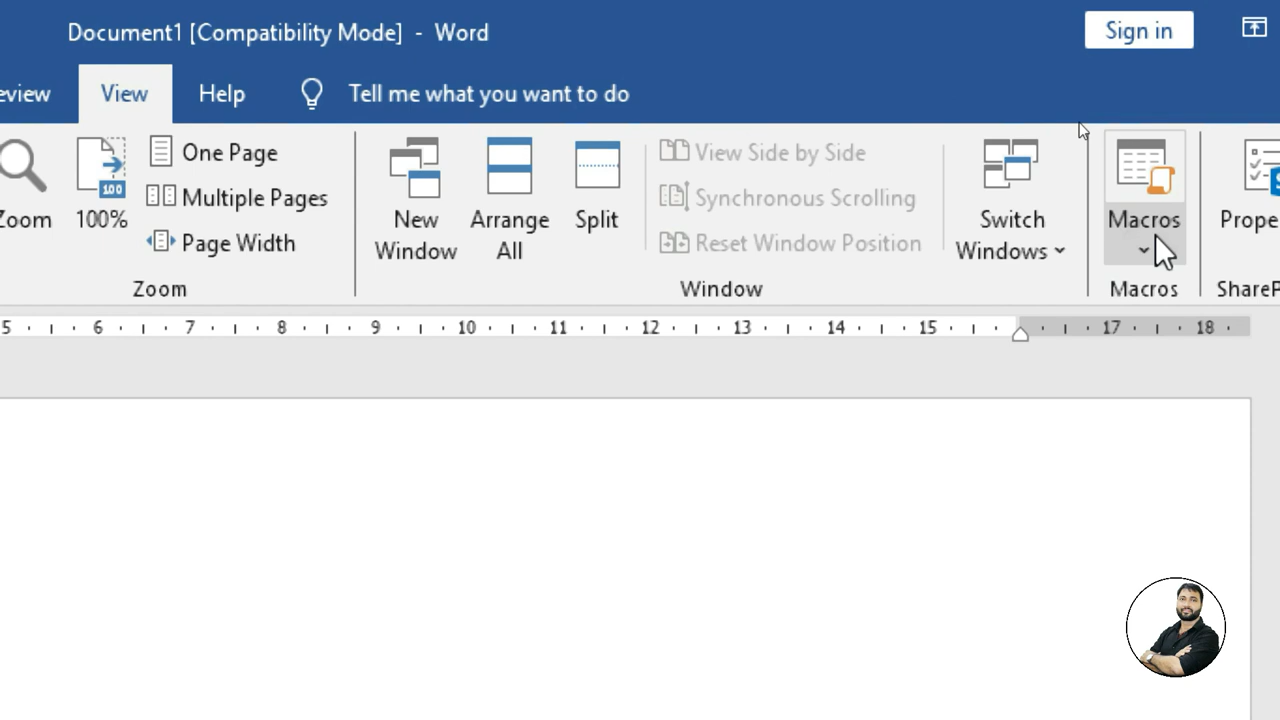 Document1 [Compatibility Mode] - Word
Sign in
eview
View
Help
Tell me what you want to do
Zoom
100
100%
One Page
Multiple Pages
Page Width
Zoom
New
Window
Arrange
All
Split
View Side by Side
Synchronous Scrolling
Reset Window Position
Window
Switch
Windows
Macros
Macros
Prope
ShareP
5 6 7 8 9 10 11 12 13 14 15 17 18